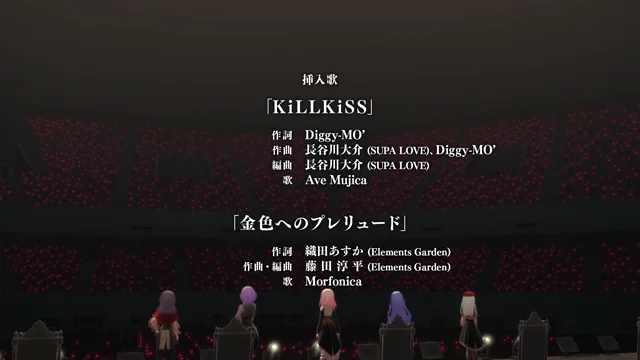 挿入歌
「KiLLKiSS」
作詞 Diggy-MO'
作曲 長谷川大介 (SUPA LOVE)、Diggy-MO'
編曲 長谷川大介 (SUPA LOVE)
歌 Ave Mujica
「金色へのプレリュード」
作詞 織田あすか (Elements Garden)
作曲・編曲 藤田淳平 (Elements Garden)
歌 Morfonica